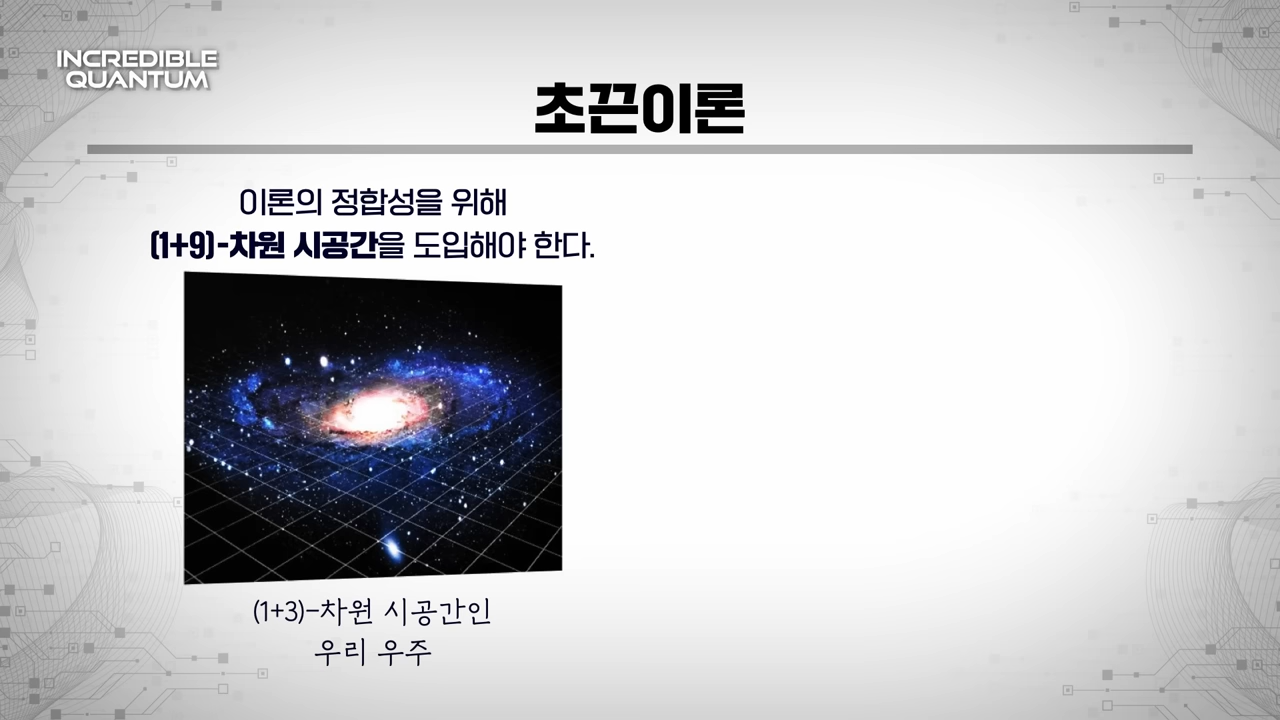 INCREDIBLE
QUANTUM
초끈이론
이론의 정합성을 위해
(1+9)-차원 시공간을 도입해야 한다.
(1+3)-차원 시공간인
우리 우주